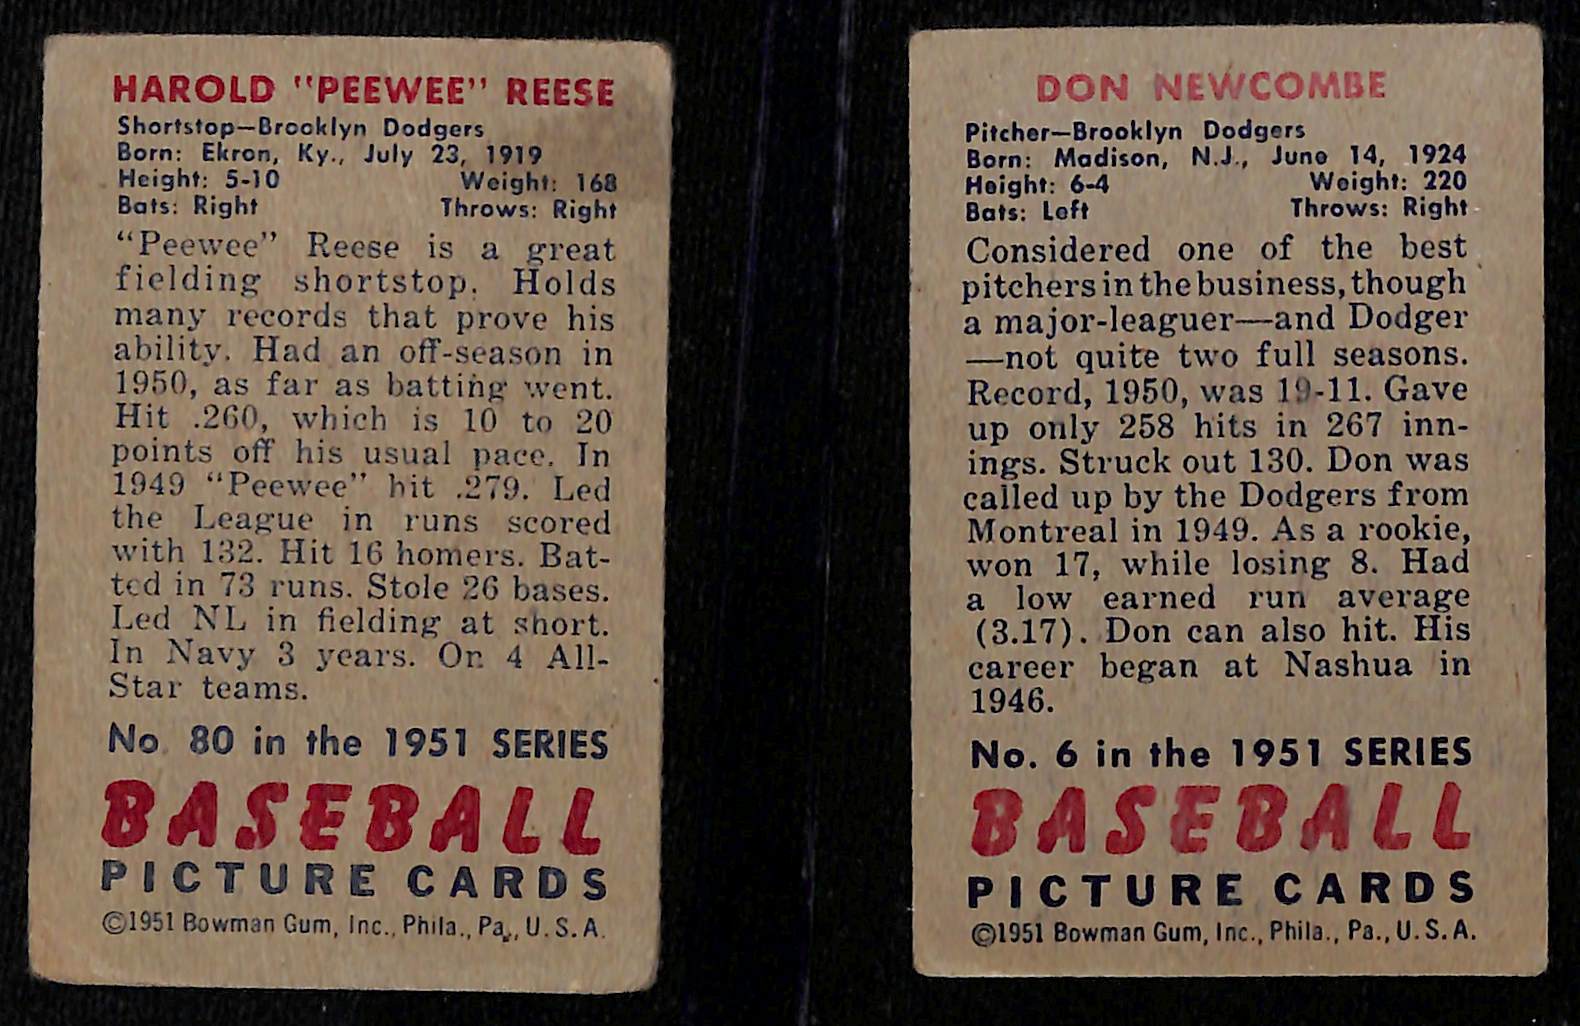 HAROLD "PEEWEE" REESE
Shortstop—Brooklyn Dodgers
Born: Ekron, Ky., July 23, 1919
Height: 5-10 Weight: 168
Bats: Right Throws: Right
"Peewee" Reese is a great
fielding shortstop. Holds
many records that prove his
ability. Had an off-season in
1950, as far as batting went.
Hit .260, which is 10 to 20
points off his usual pace. In
1949 "Peewee" hit .279. Led
the League in runs scored
with 132. Hit 16 homers. Bat-
ted in 73 runs. Stole 26 bases.
Led NL in fielding at short.
In Navy 3 years. On 4 All-
Star teams.
No. 80 in the 1951 SERIES
BASEBALL
PICTURE CARDS
©1951 Bowman Gum, Inc., Phila., Pa., U.S.A.
DON NEWCOMBE
Pitcher—Brooklyn Dodgers
Born: Madison, N.J., June 14, 1924
Height: 6-4 Weight: 220
Bats: Left Throws: Right
Considered one of the best
pitchers in the business, though
a major-leaguer—and Dodger
—not quite two full seasons.
Record, 1950, was 19-11. Gave
up only 258 hits in 267 inn-
ings. Struck out 130. Don was
called up by the Dodgers from
Montreal in 1949. As a rookie,
won 17, while losing 8. Had
a low earned run average
(3.17). Don can also hit. His
career began at Nashua in
1946.
No. 6 in the 1951 SERIES
BASEBALL
PICTURE CARDS
©1951 Bowman Gum, Inc., Phila., Pa., U.S.A.